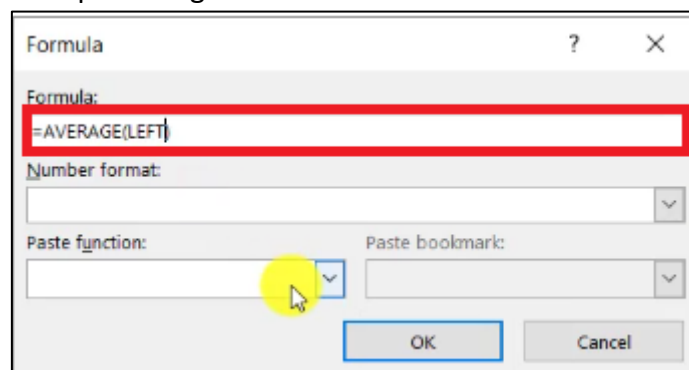 Formula ?
Formula:
=AVERAGE(LEFT)
Number format:
Paste function: Paste bookmark:
OK Cancel